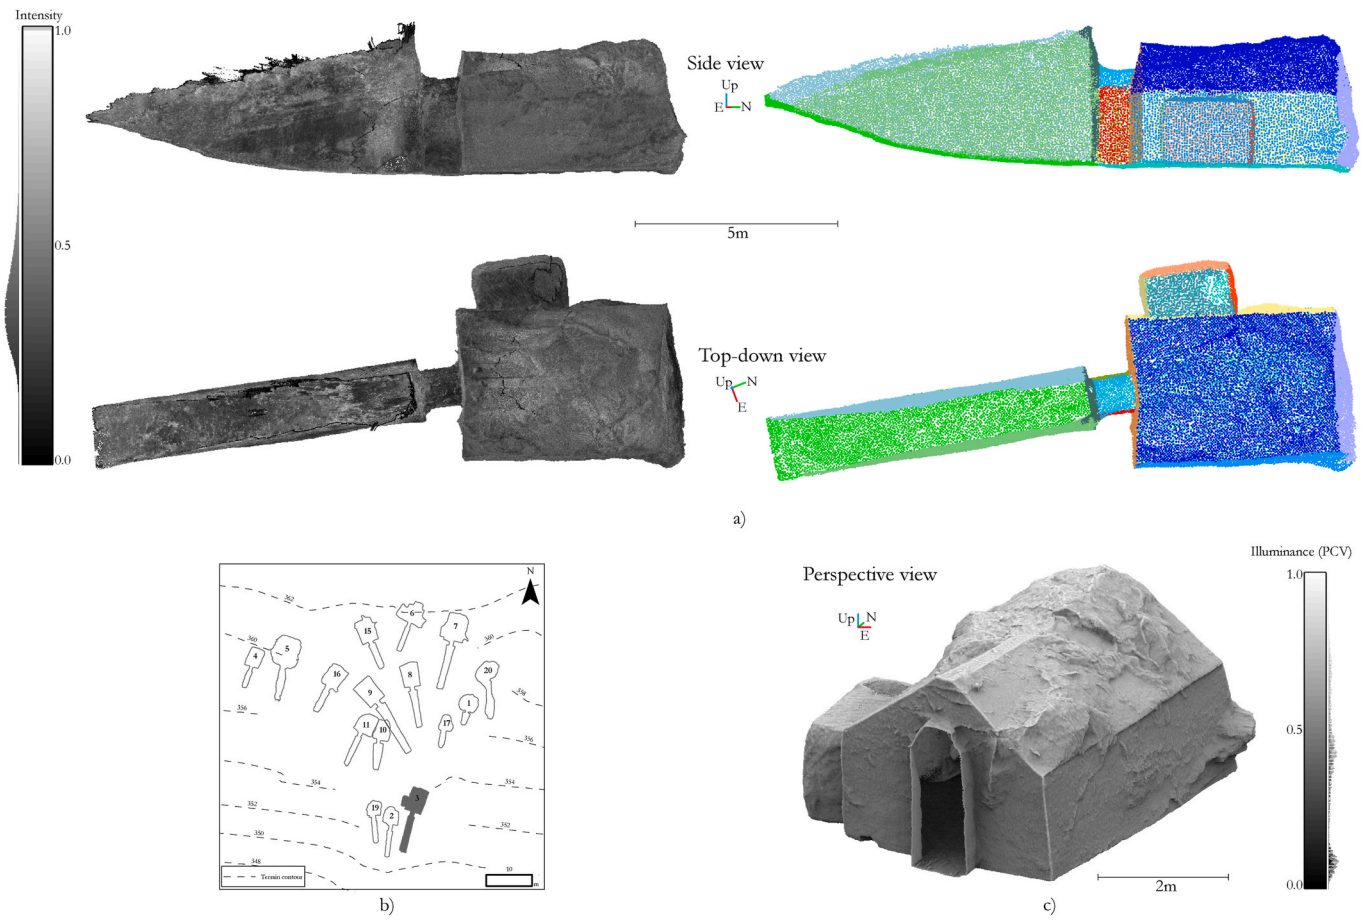 Intensity
1.0
0.5
0.0
Side view
Up
E
N
5m
Top-down view
Up
N
E
a)
N
362
360
360
358
356
356
354
354
352
352
350
348
4
5
15
6
7
16
9
8
20
1
17
11
10
19
2
3
Terrain contour
10
m
b)
Perspective view
Up
N
E
Illuminance (PCV)
1.0
0.5
0.0
2m
c)